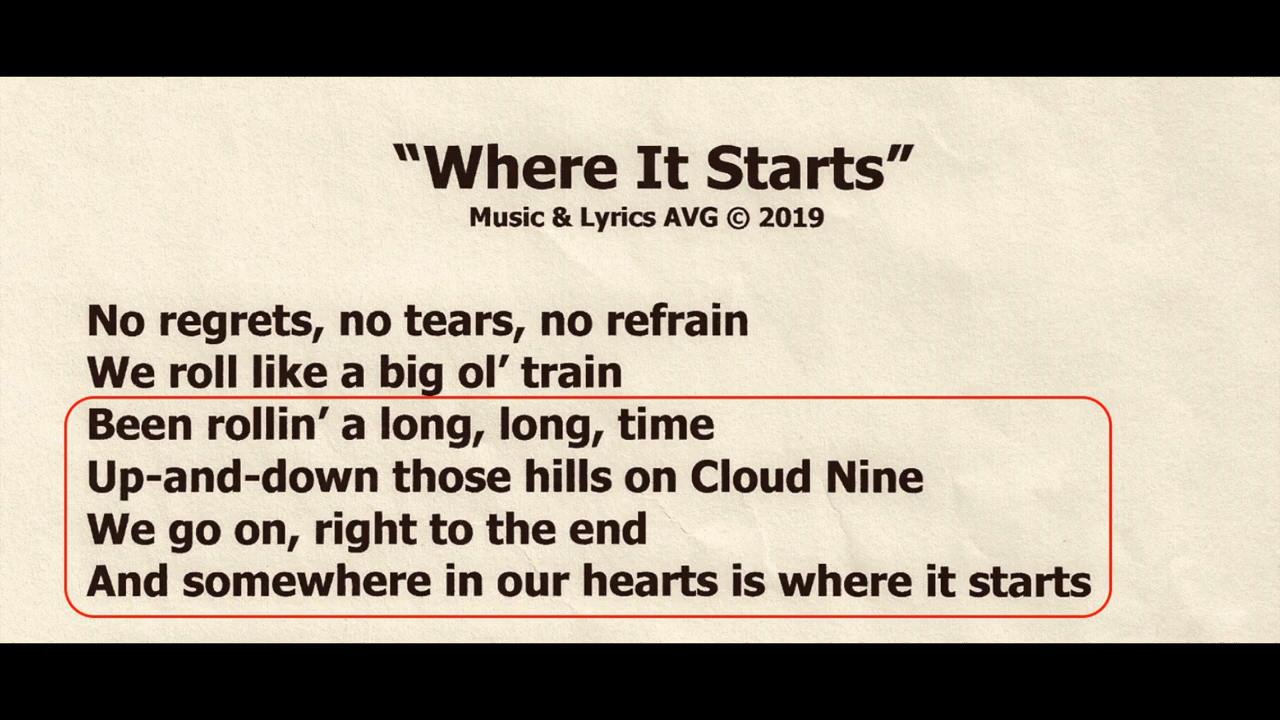 “Where It Starts”
Music & Lyrics AVG © 2019
No regrets, no tears, no refrain
We roll like a big ol’ train
Been rollin’ a long, long, time
Up-and-down those hills on Cloud Nine
We go on, right to the end
And somewhere in our hearts is where it starts